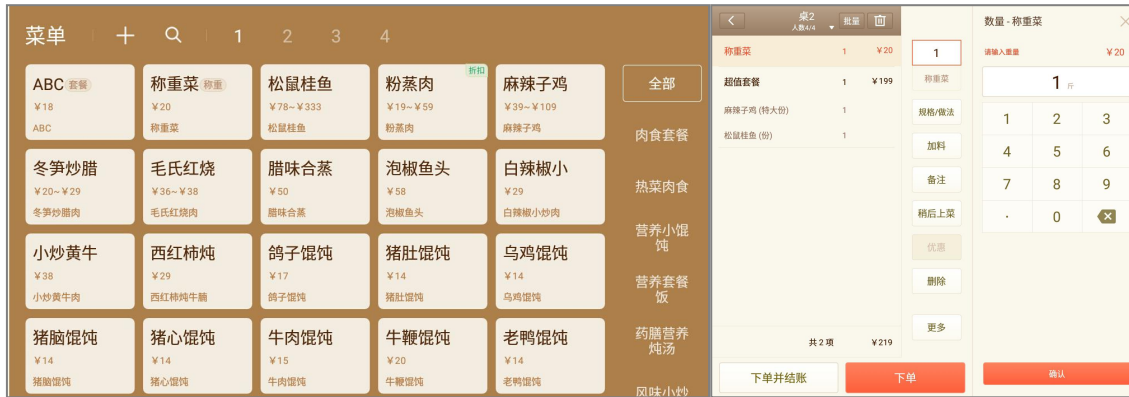 菜单
1 2 3 4
ABC 套餐
¥18
ABC
称重菜 称重
¥20
称重菜
松鼠桂鱼
¥78~¥333
松鼠桂鱼
折扣
粉蒸肉
¥19~¥59
粉蒸肉
麻辣子鸡
¥39~¥109
麻辣子鸡
冬笋炒腊
¥20~¥29
冬笋炒腊肉
毛氏红烧
¥36~¥38
毛氏红烧肉
腊味合蒸
¥50
腊味合蒸
泡椒鱼头
¥58
泡椒鱼头
白辣椒小
¥29
白辣椒小炒肉
小炒黄牛
¥38
小炒黄牛肉
西红柿炖
¥29
西红柿炖牛腩
鸽子馄饨
¥17
鸽子馄饨
猪肚馄饨
¥14
猪肚馄饨
乌鸡馄饨
¥14
乌鸡馄饨
猪脑馄饨
¥14
猪脑馄饨
猪心馄饨
¥14
猪心馄饨
牛肉馄饨
¥15
牛肉馄饨
牛鞭馄饨
¥20
牛鞭馄饨
老鸭馄饨
¥14
老鸭馄饨
全部
肉食套餐
热菜肉食
营养小馄
饨
营养套餐
饭
药膳营养
炖汤
风味小炒
桌2
人数4/4
批量
称重菜 1 ¥20
超值套餐 1 ¥199
麻辣子鸡 (特大份) 1
松鼠桂鱼 (份) 1
共2项 ¥219
下单并结账
下单
1
称重菜
规格/做法
加料
备注
稍后上菜
优惠
删除
更多
数量-称重菜
请输入重量 ¥20
1 斤
1 2 3
4 5 6
7 8 9
· 0
确认